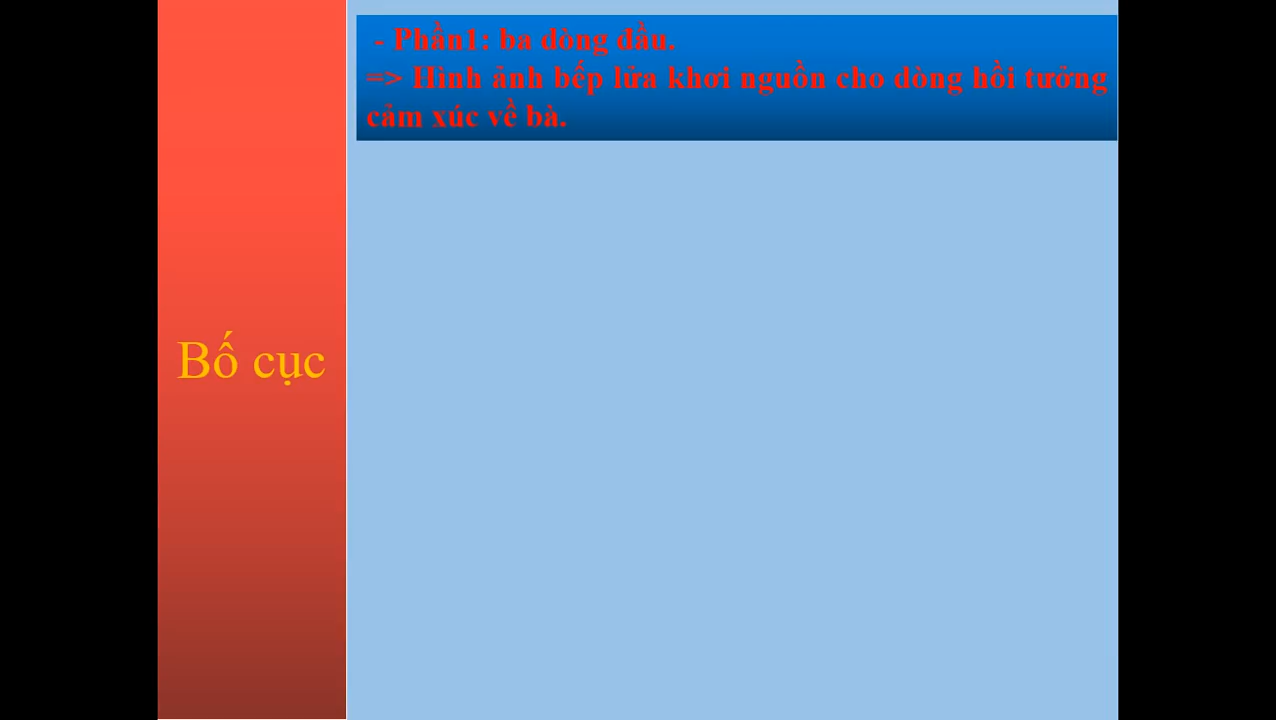 - Phần1: ba dòng đầu.
=> Hình ảnh bếp lửa khơi nguồn cho dòng hồi tưởng
cảm xúc về bà.
Bố cục